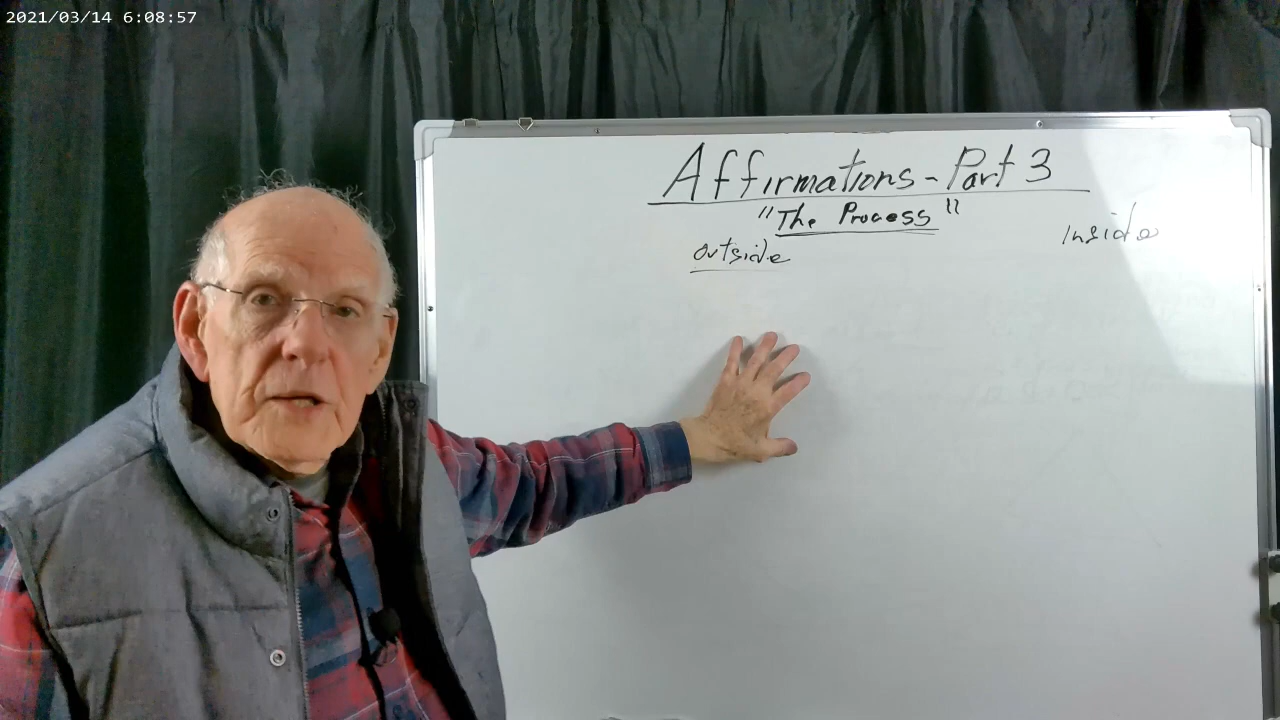 2021/03/14 6:08:57
Affirmations - Part 3
"The Process"
outside
Inside